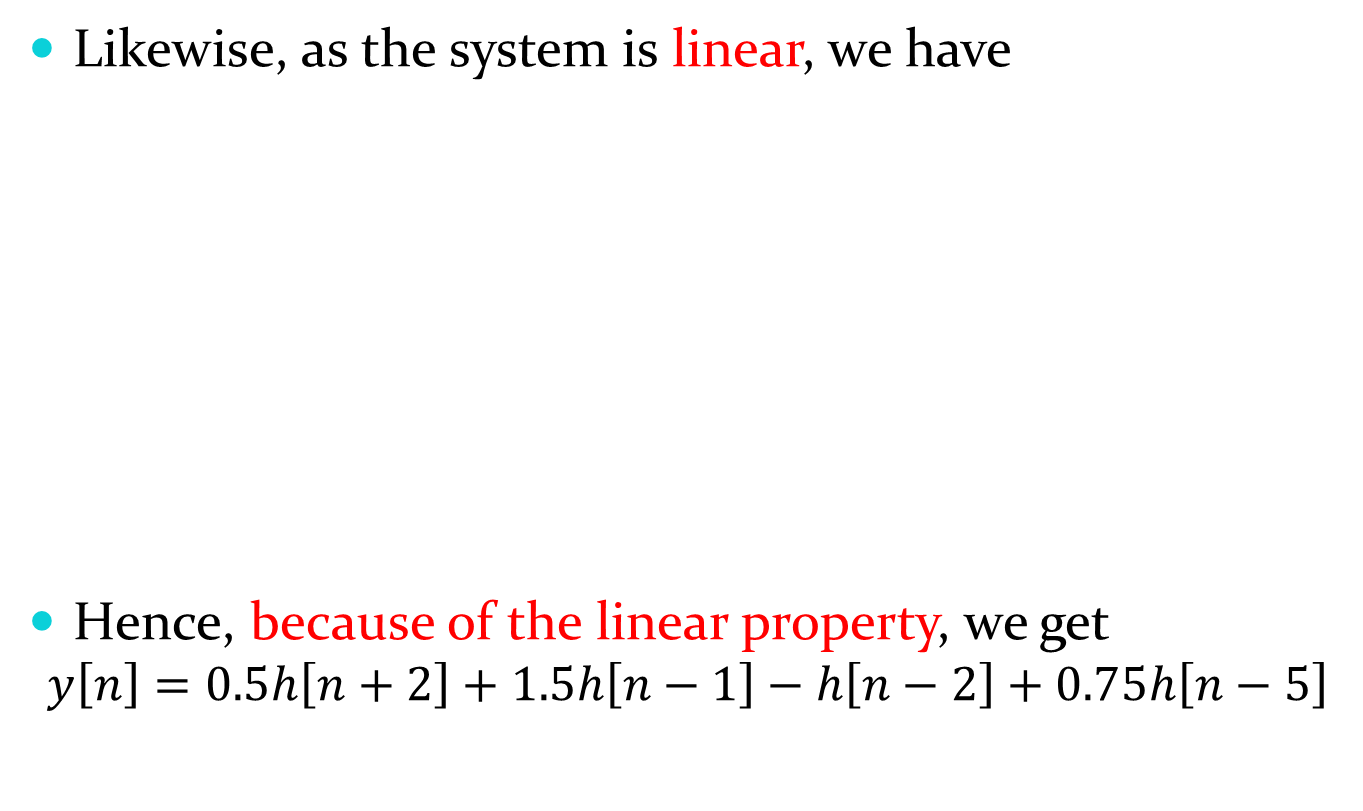 • Likewise, as the system is linear, we have
• Hence, because of the linear property, we get
𝑦[𝑛] = 0.5ℎ[𝑛 + 2] + 1.5ℎ[𝑛 − 1] − ℎ[𝑛 − 2] + 0.75ℎ[𝑛 − 5]